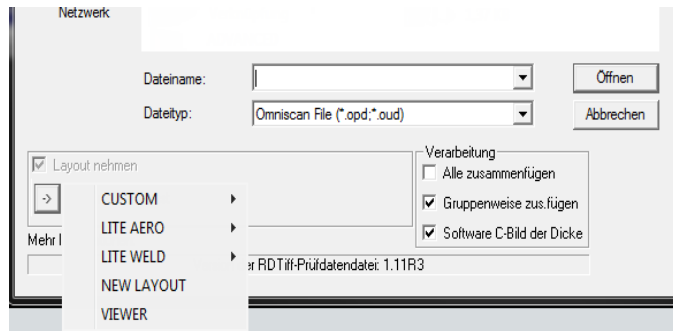 Netzwerk
Dateiname:
Öffnen
Dateityp:
Omniscan File (*.opd;*.oud)
Abbrechen
Layout nehmen
->
CUSTOM
LITE AERO
LITE WELD
NEW LAYOUT
VIEWER
Verarbeitung
Alle zusammenfügen
Gruppenweise zus.fügen
Software C-Bild der Dicke
Mehr
RDTiff-Prüfdatendatei: 1.11R3